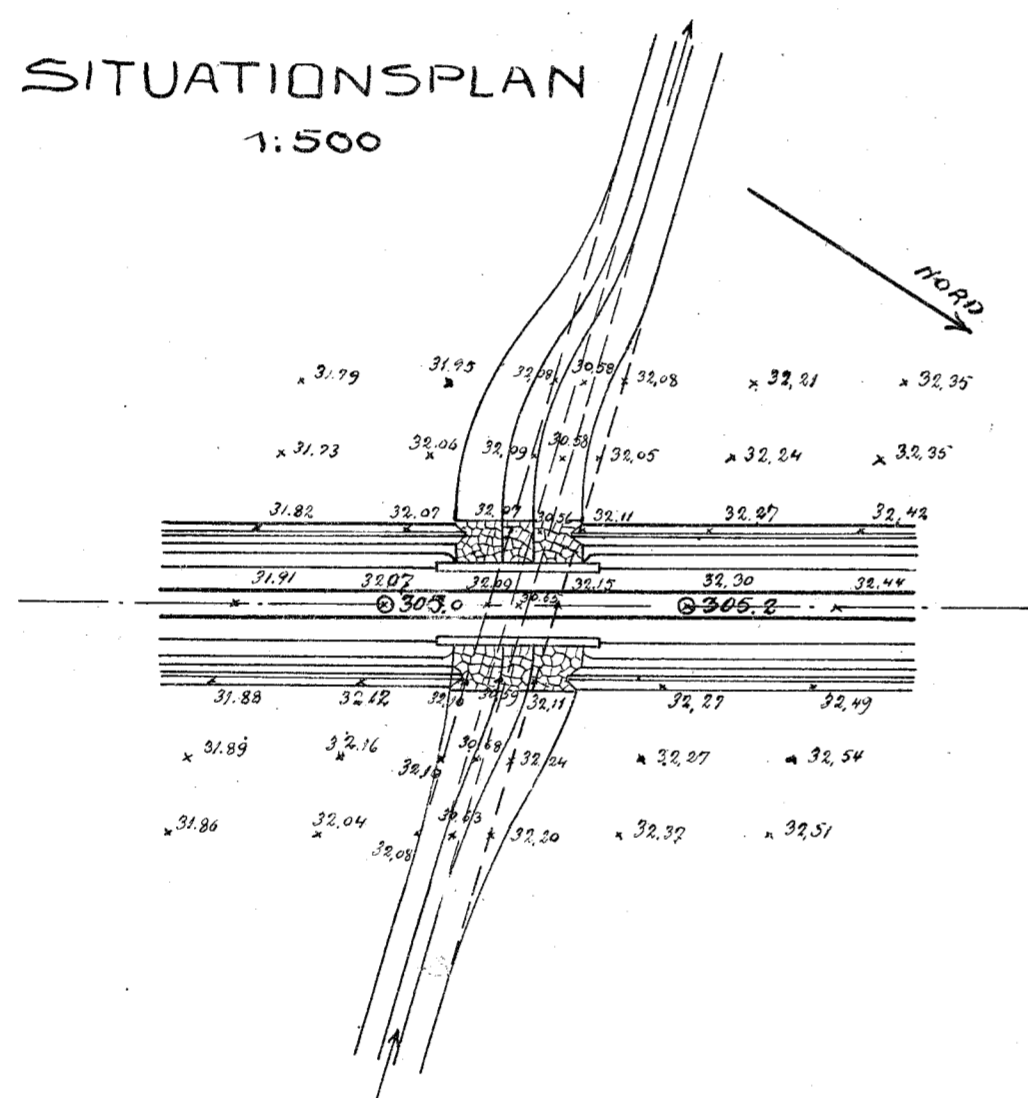 SITUATIONSPLAN
1:500
NORD
31.79 31.95 32,08 30,58 32,08 32,21 32,35
31.73 32.06 32,09 30.58 32,05 32,24 32,35
31.82 32.07 32.07 30.56 32.11 32.27 32,42
31.91 32.07 32.09 32.15 32.30 32.44
305.0 30.65 305.2
31.88 32.12 30.59 32,11 32,27 32,49
31.89 32.16 30.68 32,24 32,27 32,54
31.86 32.04 30.63 32,20 32.37 32,51
32,08